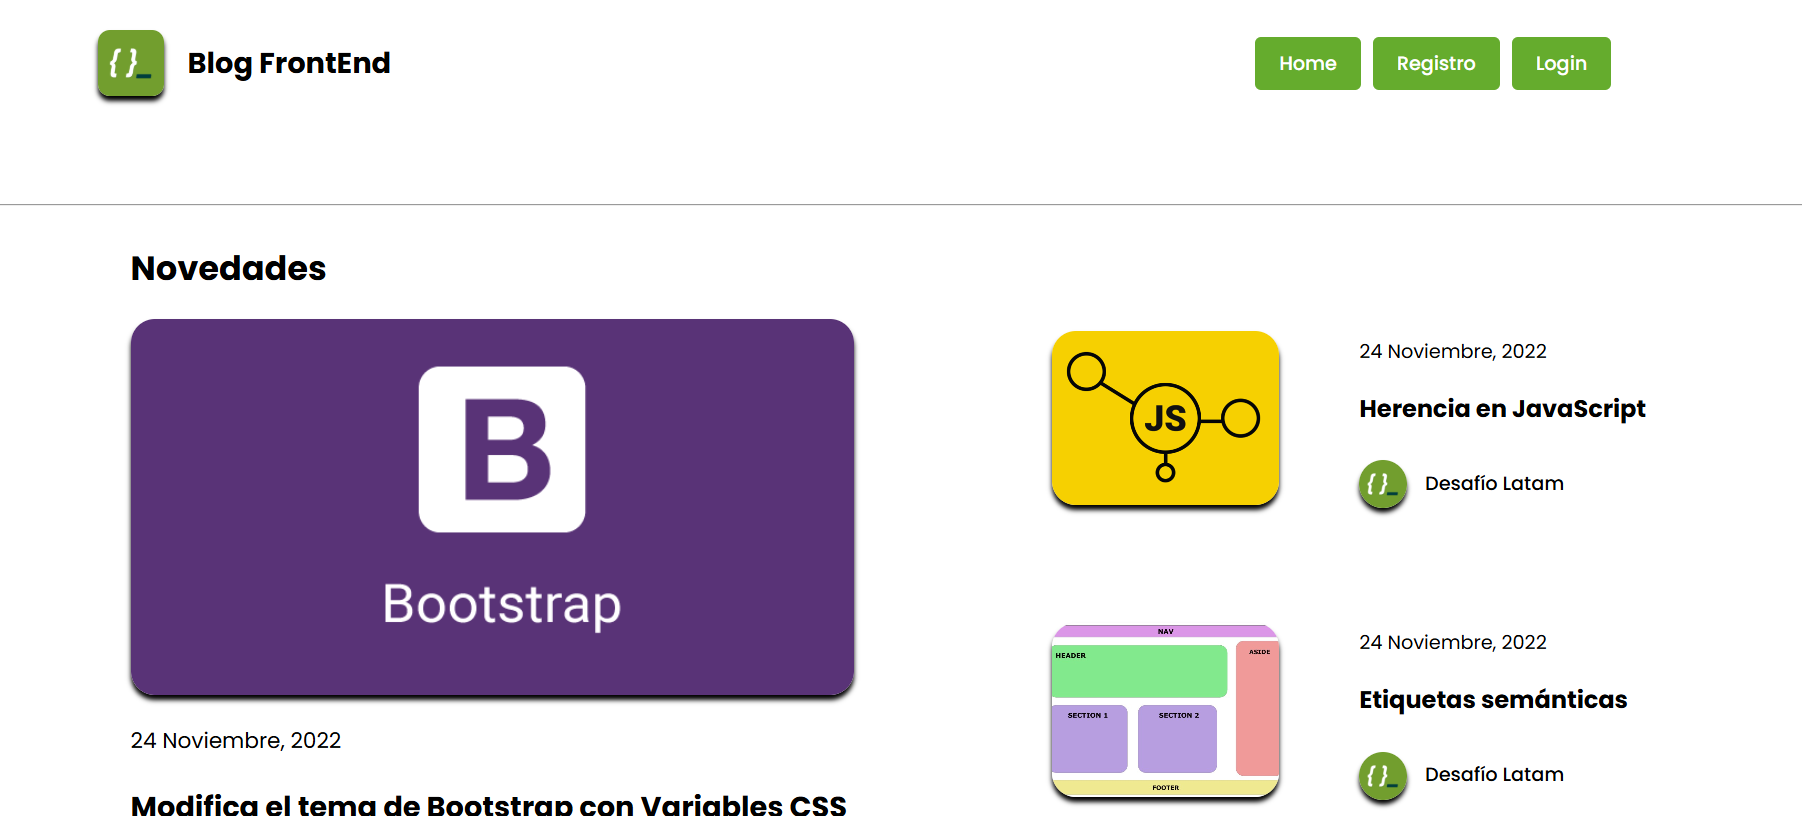 {}_
Blog FrontEnd
Home
Registro
Login
Novedades
B
Bootstrap
24 Noviembre, 2022
Modifica el tema de Bootstrap con Variables CSS
JS
24 Noviembre, 2022
Herencia en JavaScript
{}_
Desafío Latam
NAV
HEADER
ASIDE
SECTION 1
SECTION 2
FOOTER
24 Noviembre, 2022
Etiquetas semánticas
{}_
Desafío Latam